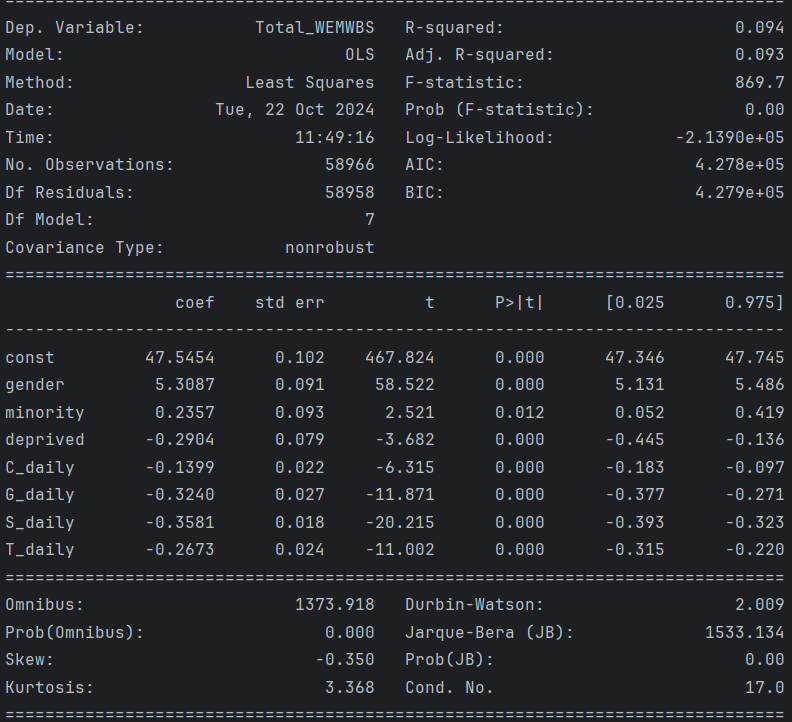 ==============================================================================
Dep. Variable:           Total_WEMWBS   R-squared:                       0.094
Model:                            OLS   Adj. R-squared:                  0.093
Method:                 Least Squares   F-statistic:                     869.7
Date:                Tue, 22 Oct 2024   Prob (F-statistic):               0.00
Time:                        11:49:16   Log-Likelihood:            -2.1390e+05
No. Observations:               58966   AIC:                         4.278e+05
Df Residuals:                   58958   BIC:                         4.279e+05
Df Model:                           7
Covariance Type:            nonrobust
==============================================================================
                 coef    std err          t      P>|t|      [0.025      0.975]
------------------------------------------------------------------------------
const         47.5454      0.102    467.824      0.000      47.346      47.745
gender         5.3087      0.091     58.522      0.000       5.131       5.486
minority       0.2357      0.093      2.521      0.012       0.052       0.419
deprived      -0.2904      0.079     -3.682      0.000      -0.445      -0.136
C_daily       -0.1399      0.022     -6.315      0.000      -0.183      -0.097
G_daily       -0.3240      0.027    -11.871      0.000      -0.377      -0.271
S_daily       -0.3581      0.018    -20.215      0.000      -0.393      -0.323
T_daily       -0.2673      0.024    -11.002      0.000      -0.315      -0.220
==============================================================================
Omnibus:                     1373.918   Durbin-Watson:                   2.009
Prob(Omnibus):                  0.000   Jarque-Bera (JB):             1533.134
Skew:                          -0.350   Prob(JB):                         0.00
Kurtosis:                       3.368   Cond. No.                         17.0
==============================================================================